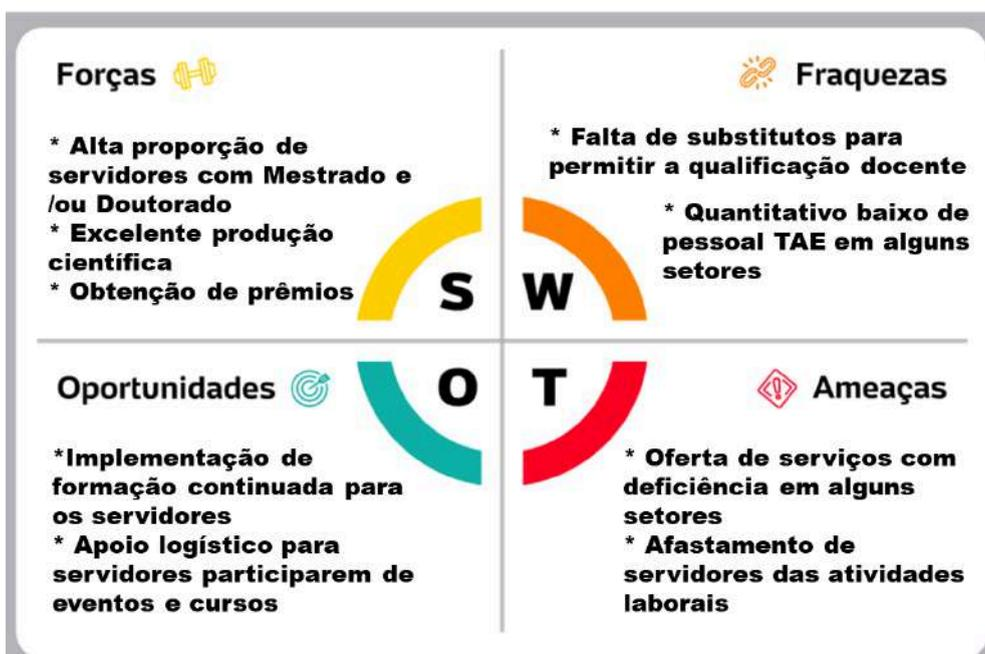 Forças
* Alta proporção de
servidores com Mestrado e
/ou Doutorado
* Excelente produção
científica
* Obtenção de prêmios
S
Fraquezas
* Falta de substitutos para
permitir a qualificação docente
* Quantitativo baixo de
pessoal TAE em alguns
setores
W
Oportunidades
*Implementação de
formação continuada para
os servidores
* Apoio logístico para
servidores participarem de
eventos e cursos
O
Ameaças
* Oferta de serviços com
deficiência em alguns
setores
* Afastamento de
servidores das atividades
laborais
T